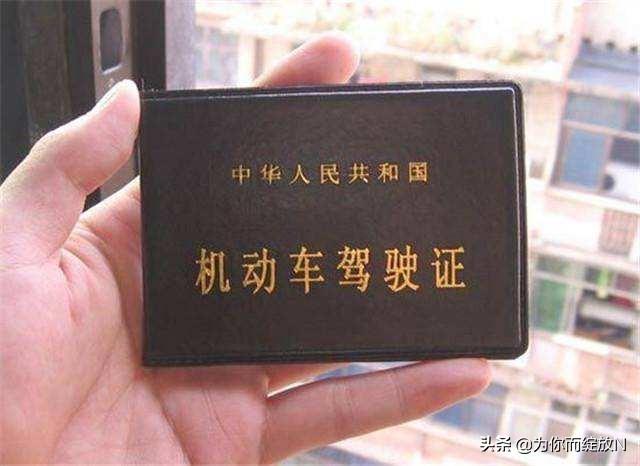 中华人民共和国
机动车驾驶证
头条 @为你而绽放N